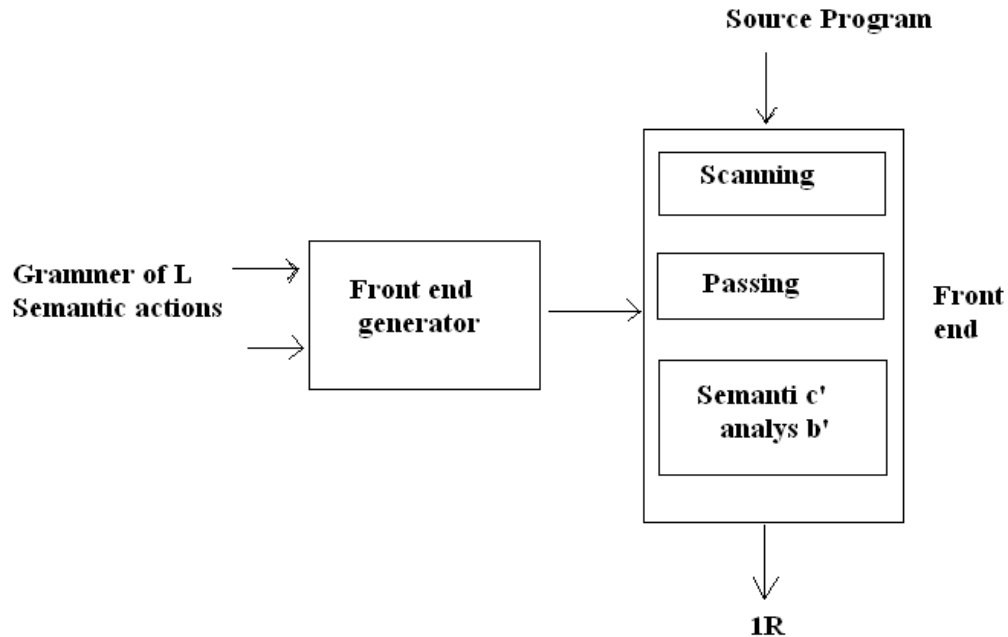 Source Program
Scanning
Grammer of L
Semantic actions
Front end
generator
Passing
Front
end
Semanti c'
analys b'
1R